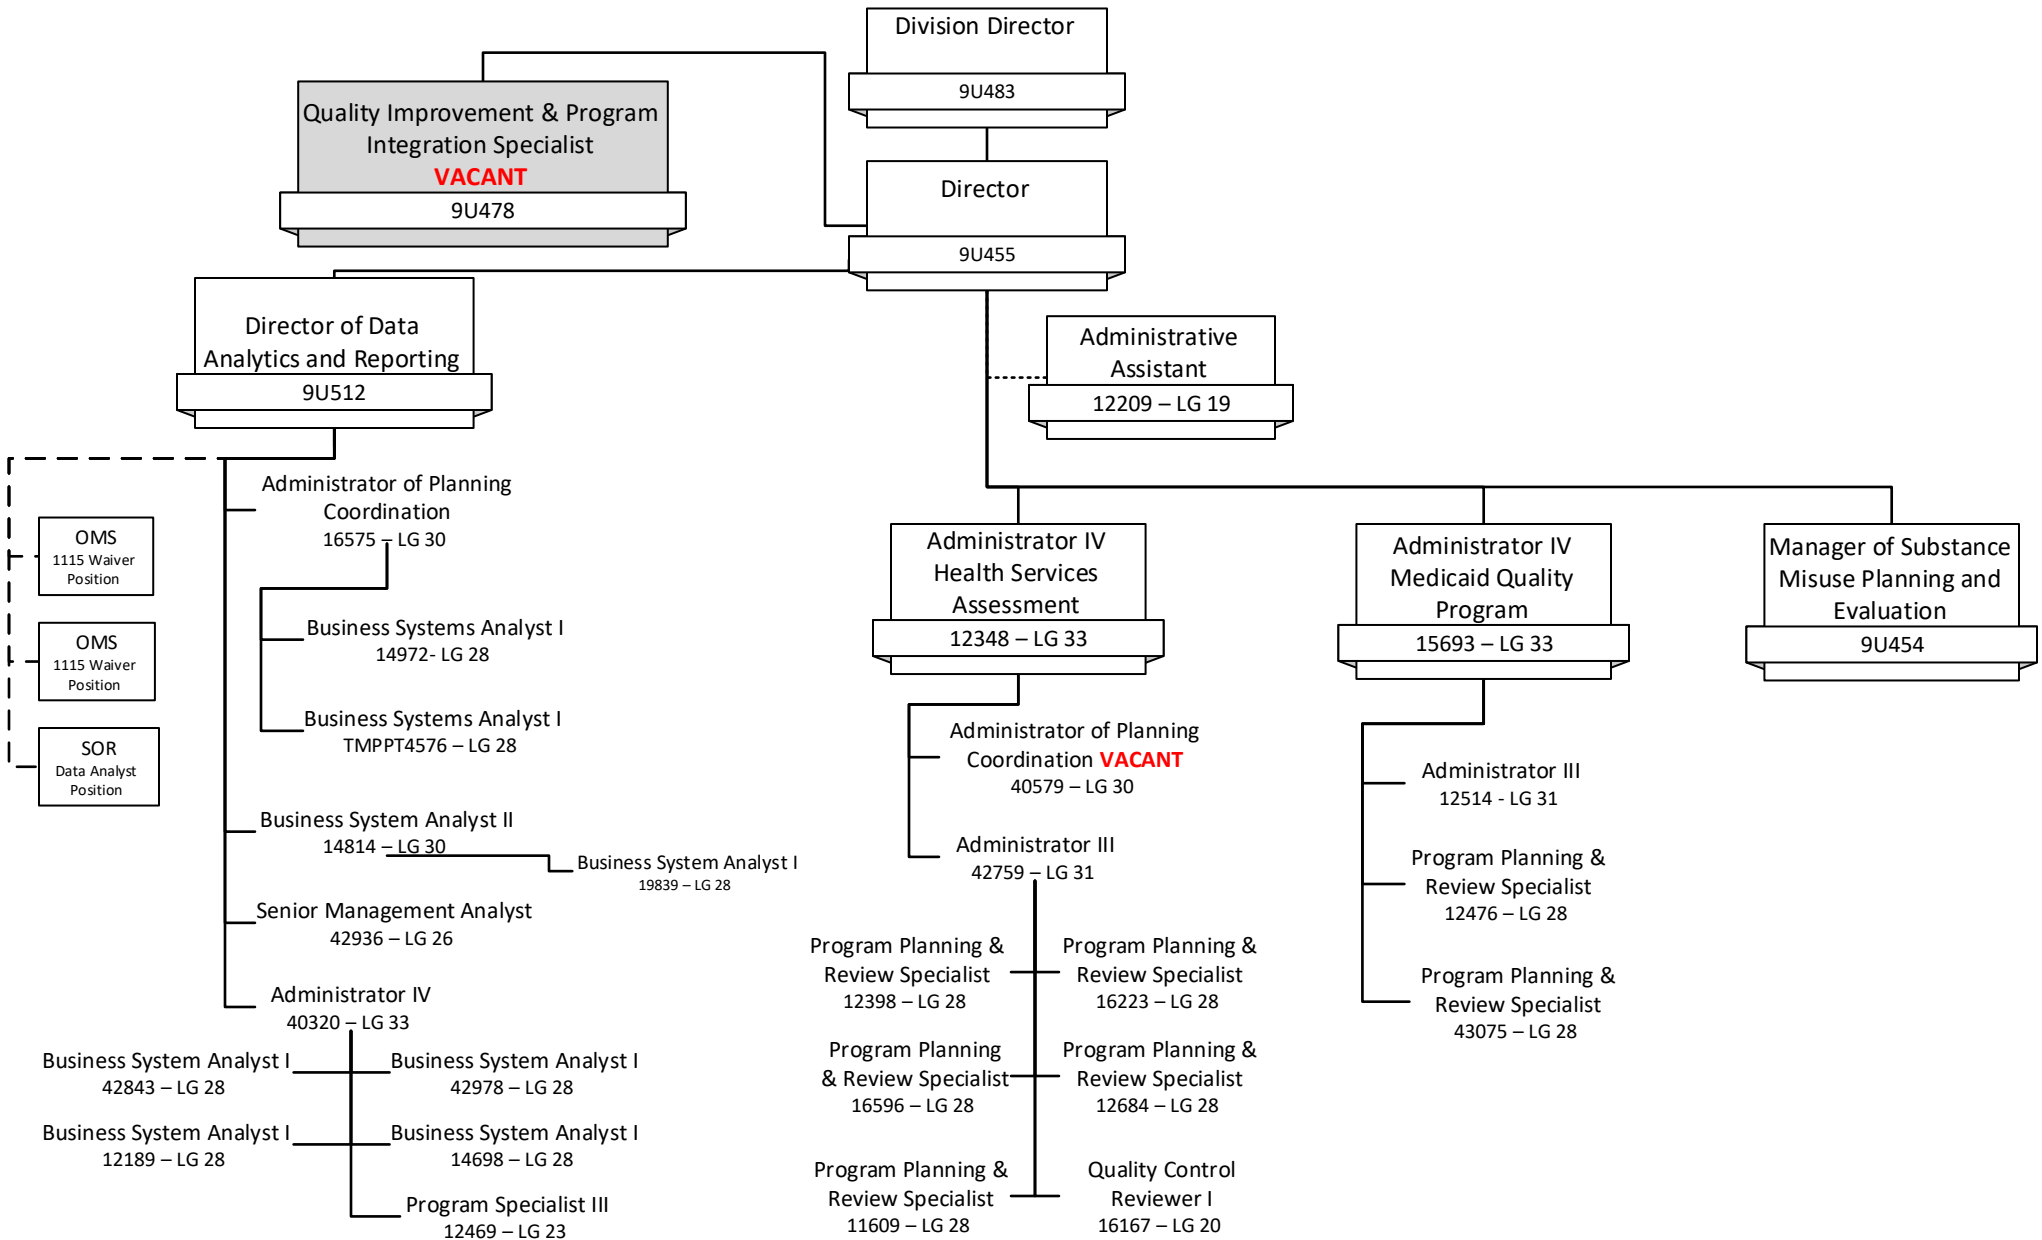 Division Director
9U483
Quality Improvement & Program
Integration Specialist
VACANT
9U478
Director
9U455
Director of Data
Analytics and Reporting
9U512
Administrative
Assistant
12209 – LG 19
OMS
1115 Waiver
Position
OMS
1115 Waiver
Position
SOR
Data Analyst
Position
Administrator of Planning
Coordination
16575 – LG 30
Business Systems Analyst I
14972- LG 28
Business Systems Analyst I
TMPPT4576 – LG 28
Business System Analyst II
14814 – LG 30
Business System Analyst I
19839 – LG 28
Senior Management Analyst
42936 – LG 26
Administrator IV
40320 – LG 33
Business System Analyst I
42843 – LG 28
Business System Analyst I
42978 – LG 28
Business System Analyst I
12189 – LG 28
Business System Analyst I
14698 – LG 28
Program Specialist III
12469 – LG 23
Administrator IV
Health Services
Assessment
12348 – LG 33
Administrator of Planning
Coordination VACANT
40579 – LG 30
Administrator III
42759 – LG 31
Program Planning &
Review Specialist
12398 – LG 28
Program Planning &
Review Specialist
16223 – LG 28
Program Planning
& Review Specialist
16596 – LG 28
Program Planning &
Review Specialist
12684 – LG 28
Program Planning &
Review Specialist
11609 – LG 28
Quality Control
Reviewer I
16167 – LG 20
Administrator IV
Medicaid Quality
Program
15693 – LG 33
Administrator III
12514 - LG 31
Program Planning &
Review Specialist
12476 – LG 28
Program Planning &
Review Specialist
43075 – LG 28
Manager of Substance
Misuse Planning and
Evaluation
9U454